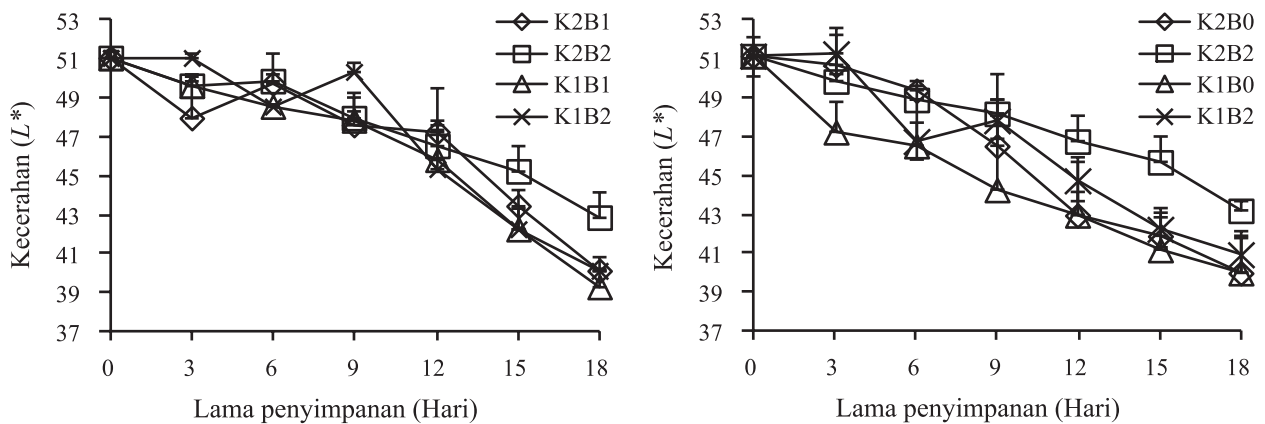 53
51
49
47
45
43
41
39
37
Kecerahan (L*)
0 3 6 9 12 15 18
Lama penyimpanan (Hari)
K2B1
K2B2
K1B1
K1B2
53
51
49
47
45
43
41
39
37
Kecerahan (L*)
0 3 6 9 12 15 18
Lama penyimpanan (Hari)
K2B0
K2B2
K1B0
K1B2